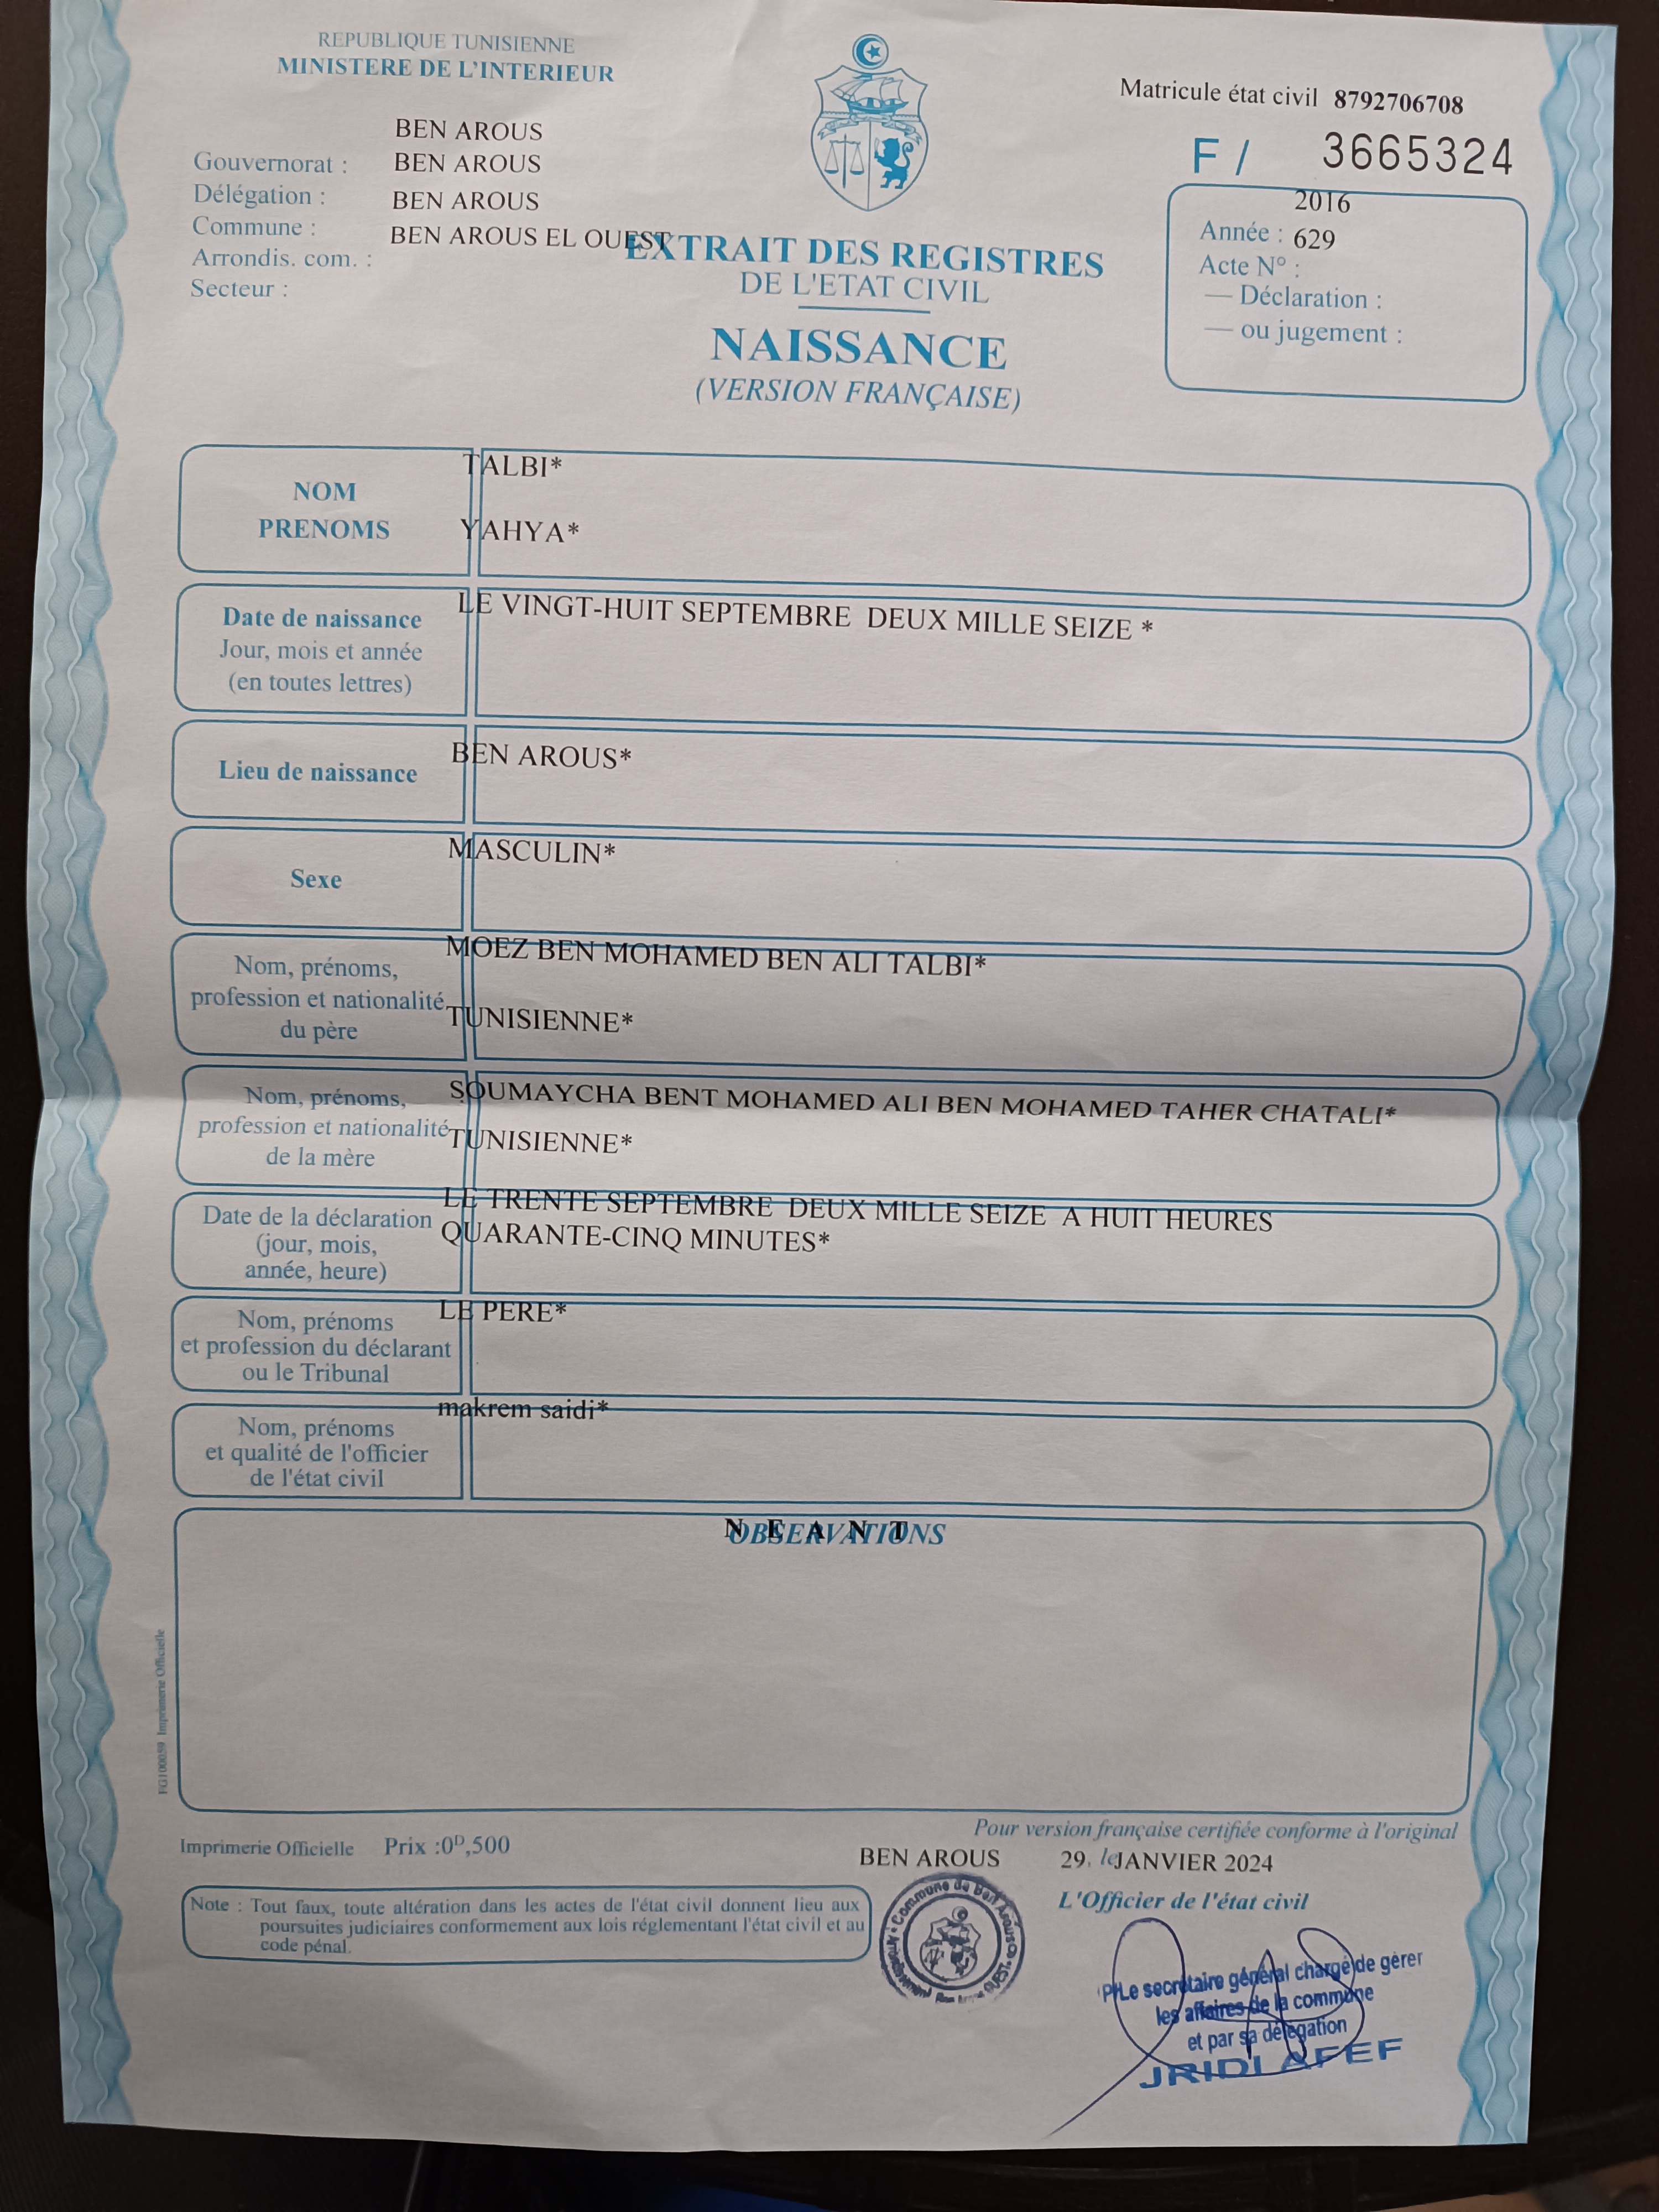 REPUBLIQUE TUNISIENNE
MINISTERE DE L'INTERIEUR
Matricule état civil 8792706708
F / 3665324
BEN AROUS
Gouvernorat : BEN AROUS
Délégation : BEN AROUS
Commune : BEN AROUS EL OUEST
Arrondis. com. :
Secteur :
2016
Année : 629
Acte N° :
— Déclaration :
— ou jugement :
EXTRAIT DES REGISTRES
DE L'ETAT CIVIL
NAISSANCE
(VERSION FRANÇAISE)
NOM TALBI*
PRENOMS YAHYA*
Date de naissance LE VINGT-HUIT SEPTEMBRE DEUX MILLE SEIZE *
Jour, mois et année
(en toutes lettres)
Lieu de naissance BEN AROUS*
Sexe MASCULIN*
Nom, prénoms, MOEZ BEN MOHAMED BEN ALI TALBI*
profession et nationalité TUNISIENNE*
du père
Nom, prénoms, SOUMAYCHA BENT MOHAMED ALI BEN MOHAMED TAHER CHATALI*
profession et nationalité TUNISIENNE*
de la mère
Date de la déclaration LE TRENTE SEPTEMBRE DEUX MILLE SEIZE A HUIT HEURES
(jour, mois, QUARANTE-CINQ MINUTES*
année, heure)
Nom, prénoms LE PERE*
et profession du déclarant
ou le Tribunal
Nom, prénoms makrem saidi*
et qualité de l'officier
de l'état civil
OBSERVATIONS
N E A N T
FG100059 Imprimerie Officielle
Pour version française certifiée conforme à l'original
Imprimerie Officielle Prix :0D,500
BEN AROUS 29, le JANVIER 2024
L'Officier de l'état civil
Note : Tout faux, toute altération dans les actes de l'état civil donnent lieu aux
poursuites judiciaires conformement aux lois réglementant l'état civil et au
code pénal.
Commune de Ben Arous
Arrondissement Ben Arous OUEST
P/Le secrétaire général chargé de gérer
les affaires de la commune
et par sa délégation
JRIDI AFEF